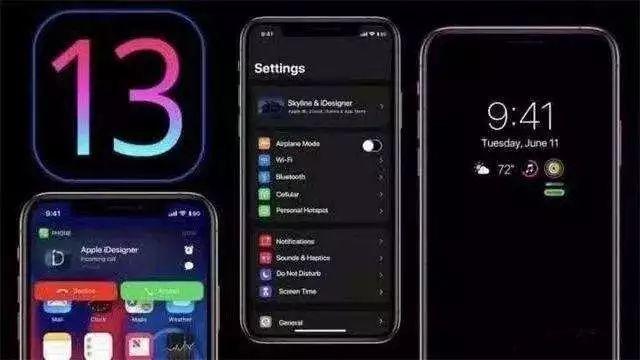 13
9:41
Settings
Skyline & iDesigner
Airplane Mode
Wi-Fi
Bluetooth
Cellular
Personal Hotspot
Notifications
Sounds & Haptics
Do Not Disturb
Screen Time
General
9:41
Tuesday, June 11
72°
9:41
PHONE
Apple iDesigner
Incoming call
Decline
Accept
Mail
Clock
Maps
Weather